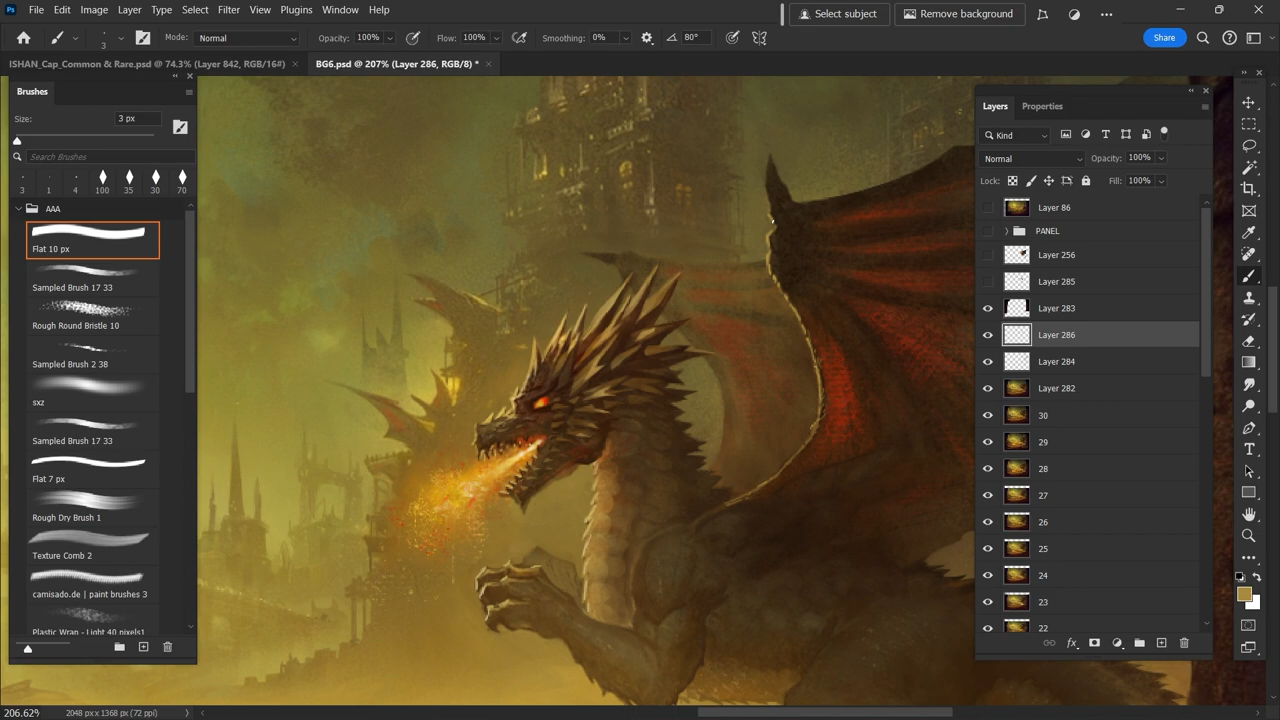 Ps File Edit Image Layer Type Select Filter View Plugins Window Help Select subject Remove background
3 Mode: Normal Opacity: 100% Flow: 100% Smoothing: 0% 80° Share
ISHAN_Cap_Common & Rare.psd @ 74.3% (Layer 842, RGB/16#) × BG6.psd @ 207% (Layer 286, RGB/8) * ×
Brushes
Size: 3 px
Search Brushes
3 1 4 100 35 30 70
AAA
Flat 10 px
Sampled Brush 17 33
Rough Round Bristle 10
Sampled Brush 2 38
sxz
Sampled Brush 17 33
Flat 7 px
Rough Dry Brush 1
Texture Comb 2
camisado.de | paint brushes 3
Plastic Wrap - Light 40 pixels1
Layers Properties
Kind
Normal Opacity: 100%
Lock: Fill: 100%
Layer 86
PANEL
Layer 256
Layer 285
Layer 283
Layer 286
Layer 284
Layer 282
30
29
28
27
26
25
24
23
22
fx
206.62% 2048 px x 1368 px (72 ppi)